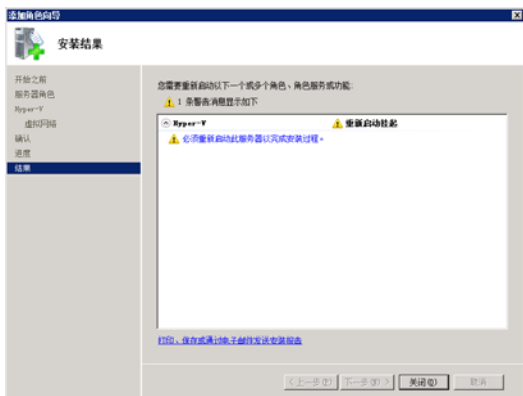 添加角色向导
安装结果
开始之前
服务器角色
Hyper-V
虚拟网络
确认
进度
结果
您需要重新启动以下一个或多个角色、角色服务或功能:
1 条警告消息显示如下
Hyper-V
重新启动挂起
必须重新启动此服务器以完成安装过程。
打印、保存或通过电子邮件发送安装报告
< 上一步(P)
下一步(N) >
关闭(O)
取消